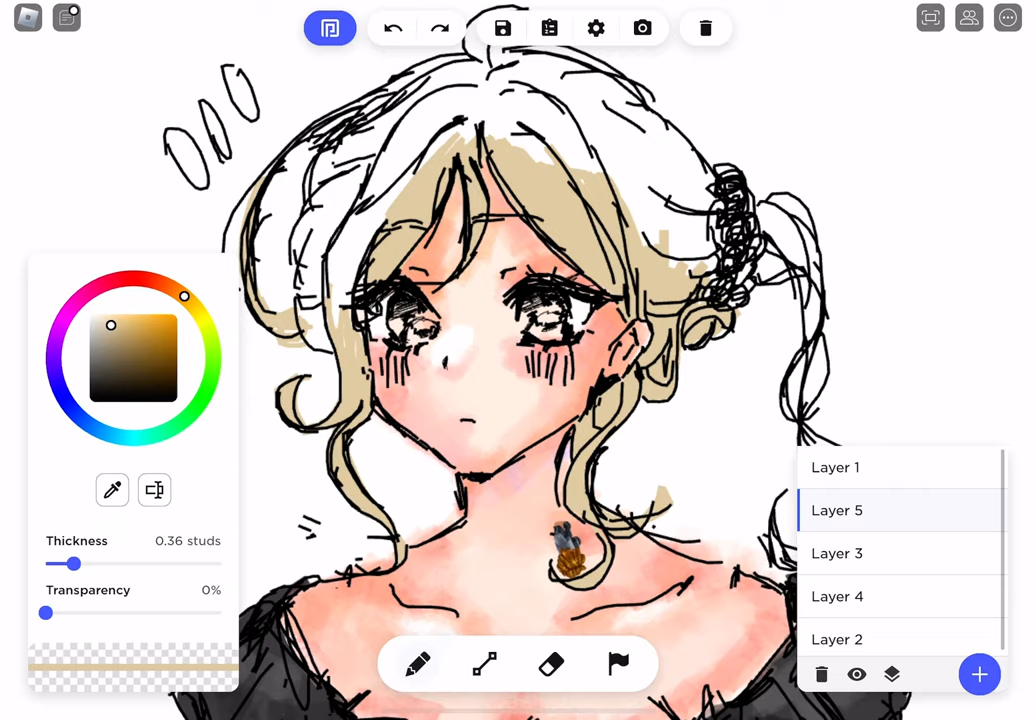 Thickness 0.36 studs
Transparency 0%
Layer 1
Layer 5
Layer 3
Layer 4
Layer 2